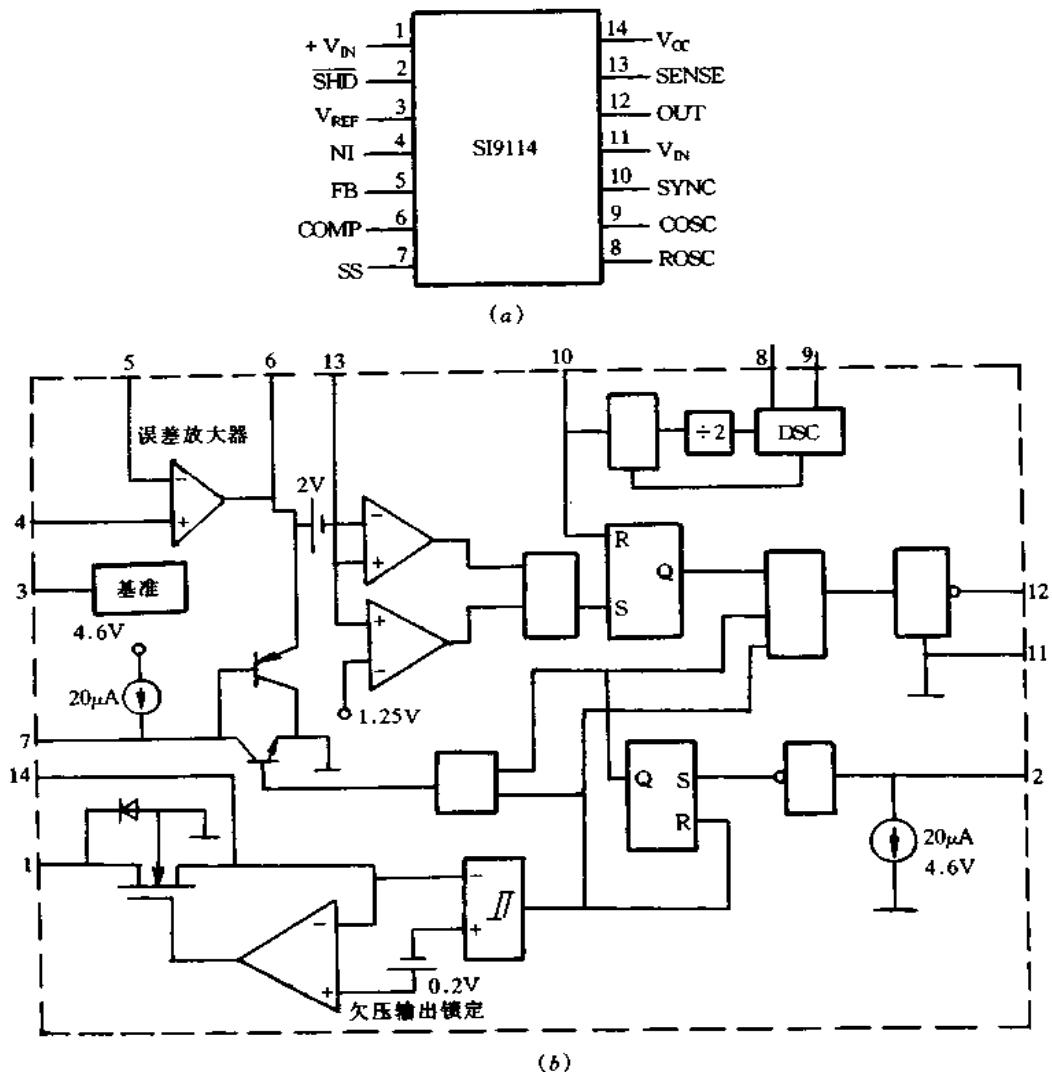 1 14
+ V_IN V_CC
2 13
SHD SENSE
3 12
V_REF OUT
4 SI9114 11
NI V_IN
5 10
FB SYNC
6 9
COMP COSC
7 8
SS ROSC
(a)
5 6 13 10 8 9
误差放大器
÷2 DSC
2V
−
−
4
+
+
R
Q
3 基准
S
12
4.6V
+
−
11
20μA
1.25V
7
14
Q S
2
R
20μA
4.6V
1
−
−
+
0.2V
+
欠压输出锁定
(b)